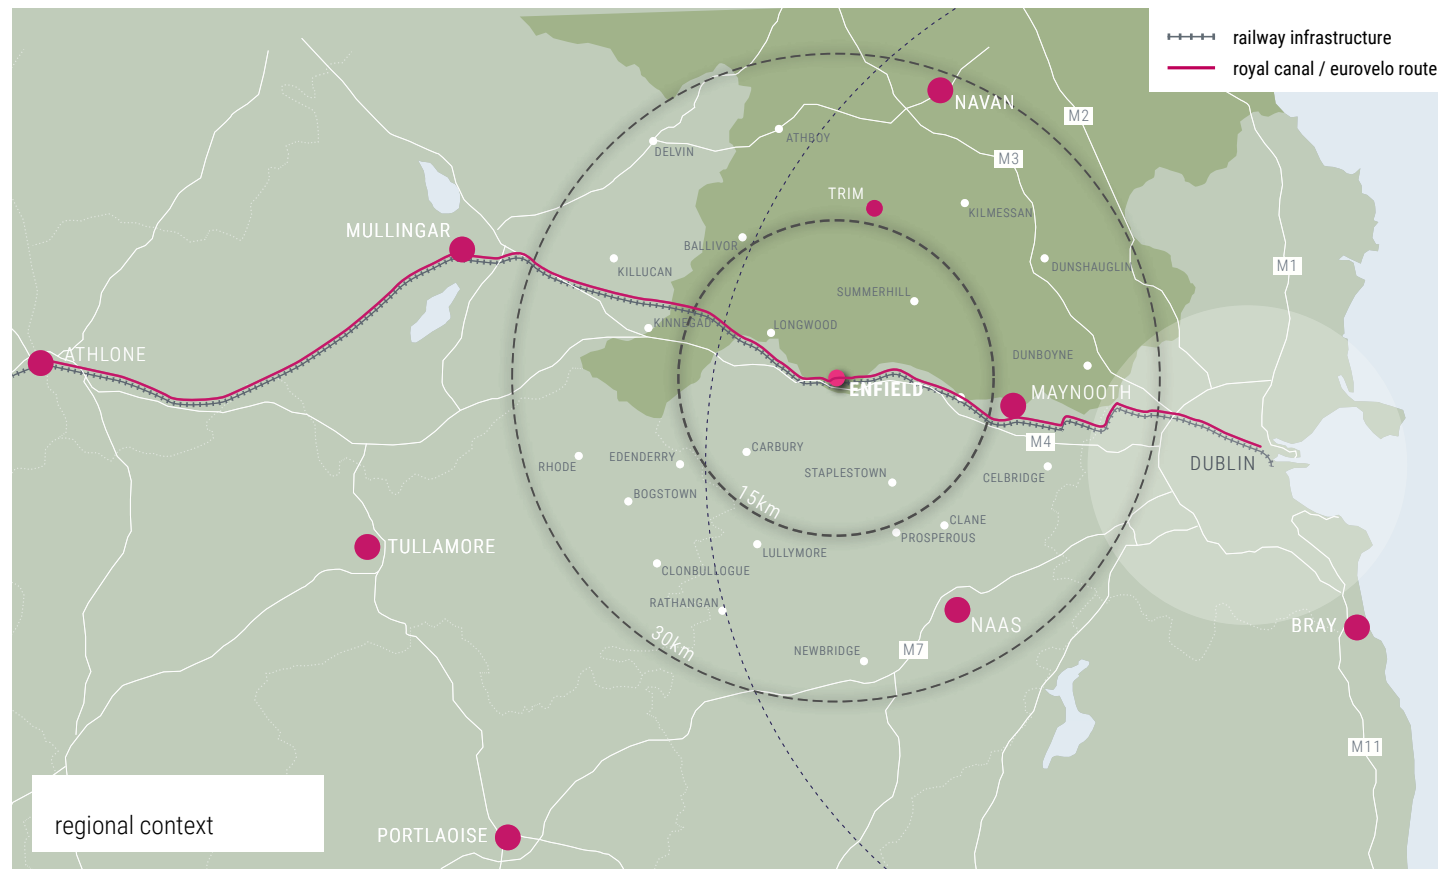 railway infrastructure
royal canal / eurovelo route
NAVAN
M2
ATHBOY
DELVIN
M3
TRIM
KILMESSAN
MULLINGAR
BALLIVOR
KILLUCAN
DUNSHAUGLIN
M1
SUMMERHILL
KINNEGAD
LONGWOOD
ATHLONE
DUNBOYNE
ENFIELD
MAYNOOTH
M4
DUBLIN
CARBURY
EDENDERRY
RHODE
STAPLESTOWN
CELBRIDGE
BOGSTOWN
15km
CLANE
PROSPEROUS
TULLAMORE
LULLYMORE
CLONBULLOGUE
RATHANGAN
NAAS
BRAY
30km
NEWBRIDGE
M7
M11
regional context
PORTLAOISE